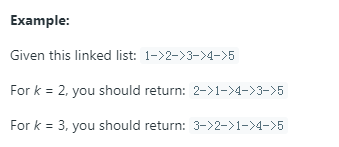 Example:
Given this linked list: 1->2->3->4->5
For k = 2, you should return: 2->1->4->3->5
For k = 3, you should return: 3->2->1->4->5